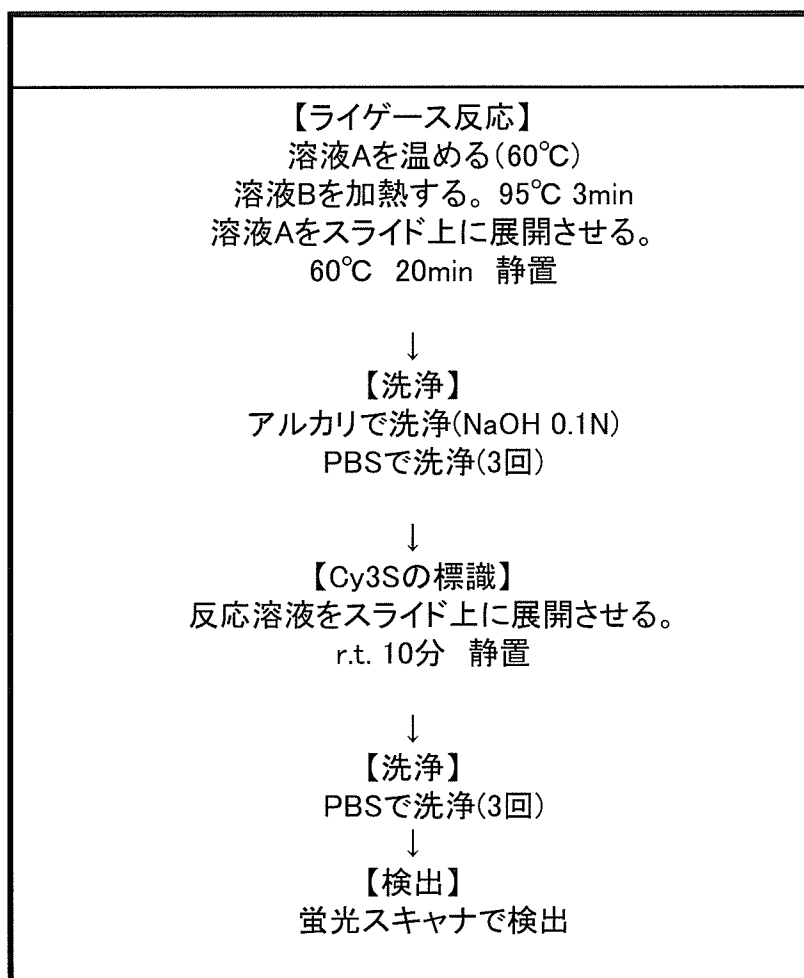 【ライゲース反応】
溶液Aを温める(60℃)
溶液Bを加熱する。 95℃ 3min
溶液Aをスライド上に展開させる。
60℃ 20min 静置
↓
【洗浄】
アルカリで洗浄(NaOH 0.1N)
PBSで洗浄(3回)
↓
【Cy3Sの標識】
反応溶液をスライド上に展開させる。
r.t. 10分 静置
↓
【洗浄】
PBSで洗浄(3回)
↓
【検出】
蛍光スキャナで検出